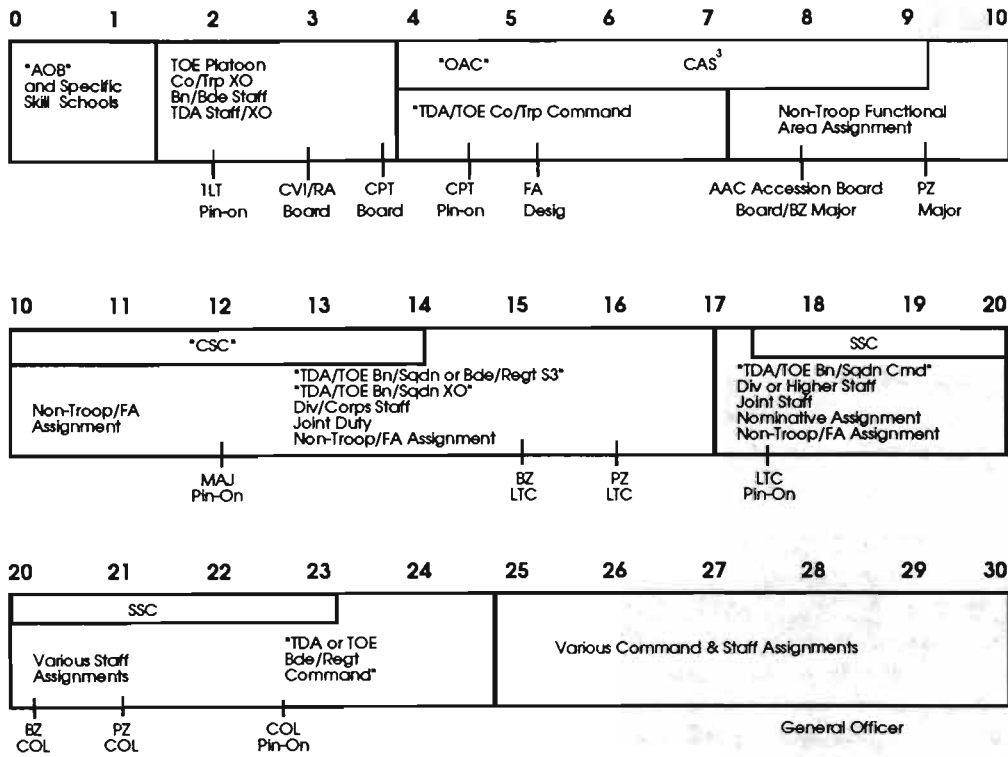 0 1 2 3 4 5 6 7 8 9 10
"AOB"
and Specific
Skill Schools
TOE Platoon
Co/Trp XO
Bn/Bde Staff
TDA Staff/XO
"OAC" CAS³
"TDA/TOE Co/Trp Command
Non-Troop Functional
Area Assignment
1LT
Pin-on
CVI/RA
Board
CPT
Board
CPT
Pin-on
FA
Desig
AAC Accession Board
Board/BZ Major
PZ
Major
10 11 12 13 14 15 16 17 18 19 20
"CSC"
SSC
Non-Troop/FA
Assignment
"TDA/TOE Bn/Sqdn or Bde/Regt S3"
"TDA/TOE Bn/Sqdn XO"
Div/Corps Staff
Joint Duty
Non-Troop/FA Assignment
"TDA/TOE Bn/Sqdn Cmd"
Div or Higher Staff
Joint Staff
Nominative Assignment
Non-Troop/FA Assignment
MAJ
Pin-On
BZ
LTC
PZ
LTC
LTC
Pin-On
20 21 22 23 24 25 26 27 28 29 30
SSC
Various Staff
Assignments
"TDA or TOE
Bde/Regt
Command"
Various Command & Staff Assignments
BZ
COL
PZ
COL
COL
Pin-On
General Officer